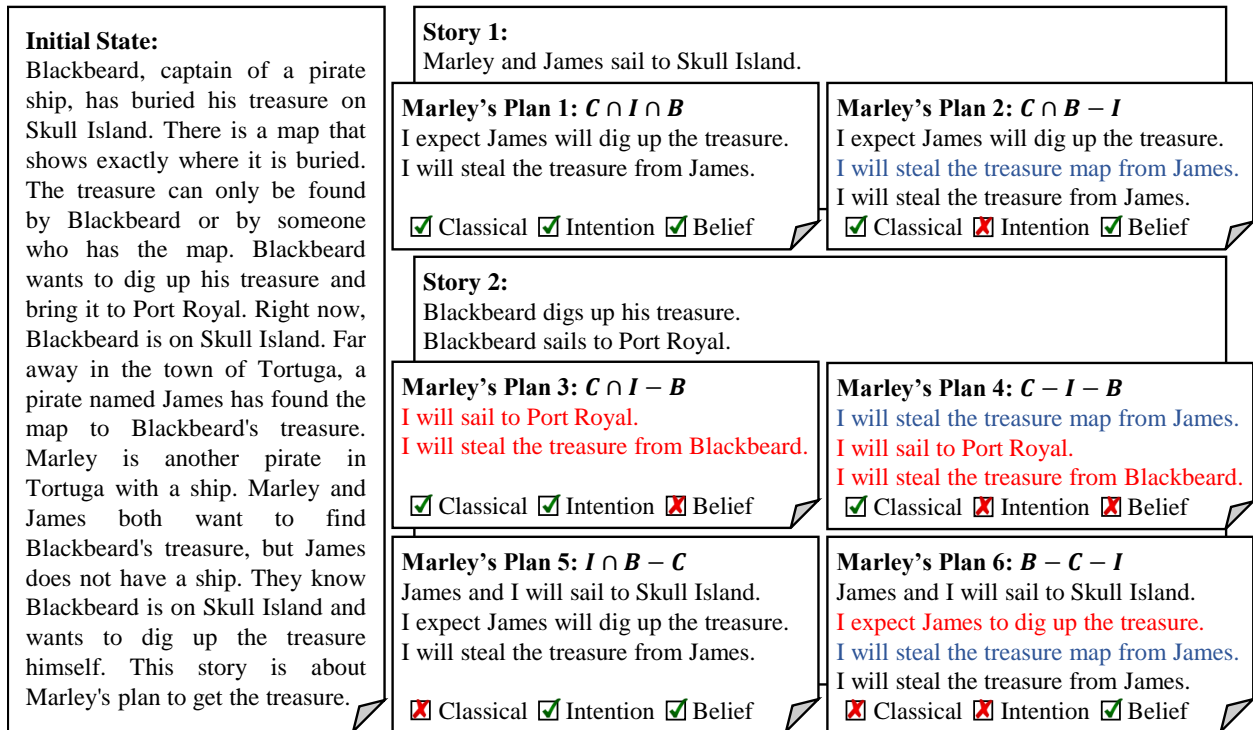 Initial State:
Blackbeard, captain of a pirate
ship, has buried his treasure on
Skull Island. There is a map that
shows exactly where it is buried.
The treasure can only be found
by Blackbeard or by someone
who has the map. Blackbeard
wants to dig up his treasure and
bring it to Port Royal. Right now,
Blackbeard is on Skull Island. Far
away in the town of Tortuga, a
pirate named James has found the
map to Blackbeard's treasure.
Marley is another pirate in
Tortuga with a ship. Marley and
James both want to find
Blackbeard's treasure, but James
does not have a ship. They know
Blackbeard is on Skull Island and
wants to dig up the treasure
himself. This story is about
Marley's plan to get the treasure.
Story 1:
Marley and James sail to Skull Island.
Marley’s Plan 1: C ∩ I ∩ B
I expect James will dig up the treasure.
I will steal the treasure from James.
Classical Intention Belief
Marley’s Plan 2: C ∩ B − I
I expect James will dig up the treasure.
I will steal the treasure map from James.
I will steal the treasure from James.
Classical Intention Belief
Story 2:
Blackbeard digs up his treasure.
Blackbeard sails to Port Royal.
Marley’s Plan 3: C ∩ I − B
I will sail to Port Royal.
I will steal the treasure from Blackbeard.
Classical Intention Belief
Marley’s Plan 4: C − I − B
I will steal the treasure map from James.
I will sail to Port Royal.
I will steal the treasure from Blackbeard.
Classical Intention Belief
Marley’s Plan 5: I ∩ B − C
James and I will sail to Skull Island.
I expect James will dig up the treasure.
I will steal the treasure from James.
Classical Intention Belief
Marley’s Plan 6: B − C − I
James and I will sail to Skull Island.
I expect James to dig up the treasure.
I will steal the treasure map from James.
I will steal the treasure from James.
Classical Intention Belief